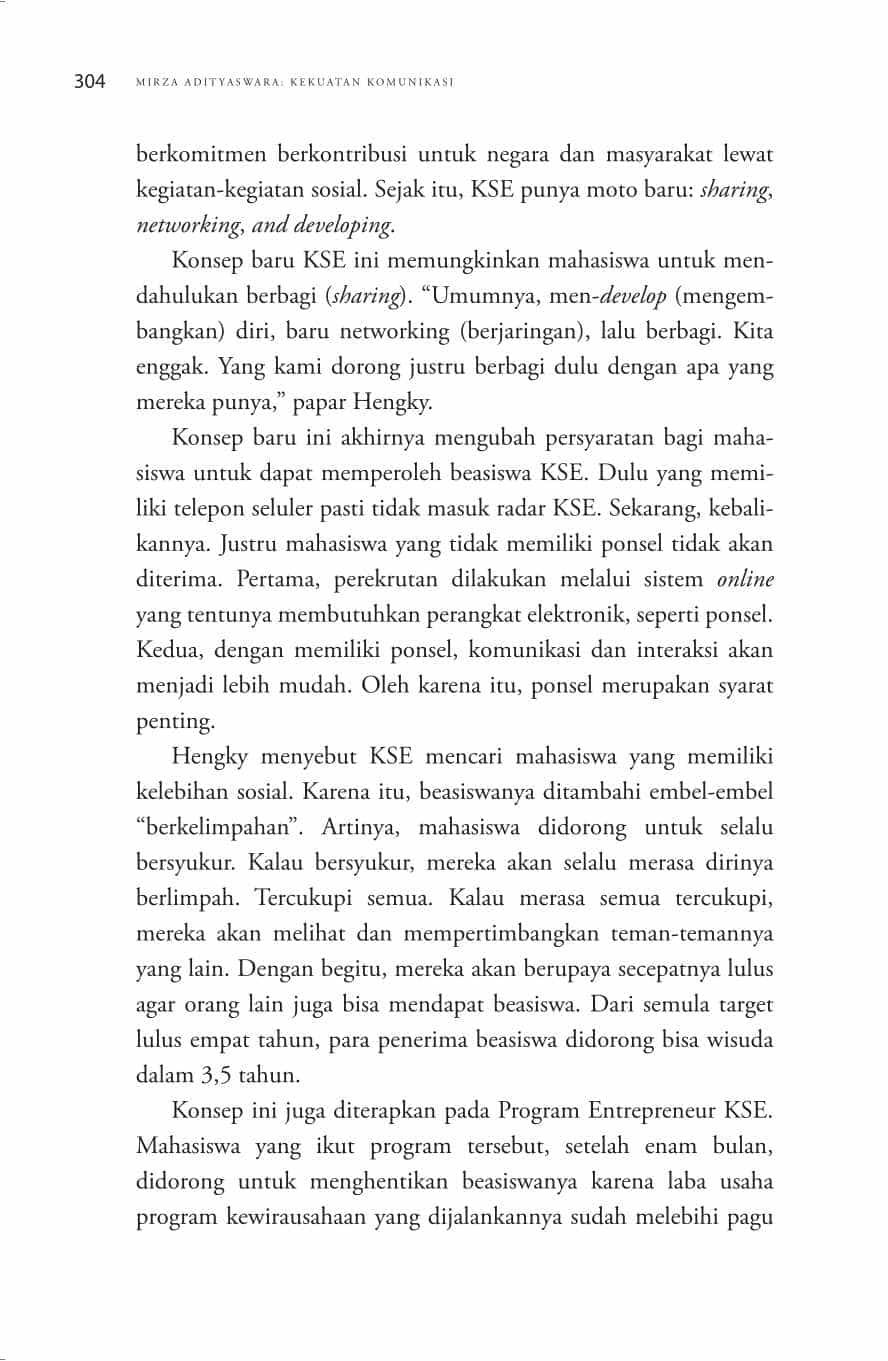 304 MIRZA ADITYASWARA: KEKUATAN KOMUNIKASI
berkomitmen berkontribusi untuk negara dan masyarakat lewat
kegiatan-kegiatan sosial. Sejak itu, KSE punya moto baru: sharing,
networking, and developing.
Konsep baru KSE ini memungkinkan mahasiswa untuk men-
dahulukan berbagi (sharing). “Umumnya, men-develop (mengem-
bangkan) diri, baru networking (berjaringan), lalu berbagi. Kita
enggak. Yang kami dorong justru berbagi dulu dengan apa yang
mereka punya,” papar Hengky.
Konsep baru ini akhirnya mengubah persyaratan bagi maha-
siswa untuk dapat memperoleh beasiswa KSE. Dulu yang memi-
liki telepon seluler pasti tidak masuk radar KSE. Sekarang, kebali-
kannya. Justru mahasiswa yang tidak memiliki ponsel tidak akan
diterima. Pertama, perekrutan dilakukan melalui sistem online
yang tentunya membutuhkan perangkat elektronik, seperti ponsel.
Kedua, dengan memiliki ponsel, komunikasi dan interaksi akan
menjadi lebih mudah. Oleh karena itu, ponsel merupakan syarat
penting.
Hengky menyebut KSE mencari mahasiswa yang memiliki
kelebihan sosial. Karena itu, beasiswanya ditambahi embel-embel
“berkelimpahan”. Artinya, mahasiswa didorong untuk selalu
bersyukur. Kalau bersyukur, mereka akan selalu merasa dirinya
berlimpah. Tercukupi semua. Kalau merasa semua tercukupi,
mereka akan melihat dan mempertimbangkan teman-temannya
yang lain. Dengan begitu, mereka akan berupaya secepatnya lulus
agar orang lain juga bisa mendapat beasiswa. Dari semula target
lulus empat tahun, para penerima beasiswa didorong bisa wisuda
dalam 3,5 tahun.
Konsep ini juga diterapkan pada Program Entrepreneur KSE.
Mahasiswa yang ikut program tersebut, setelah enam bulan,
didorong untuk menghentikan beasiswanya karena laba usaha
program kewirausahaan yang dijalankannya sudah melebihi pagu